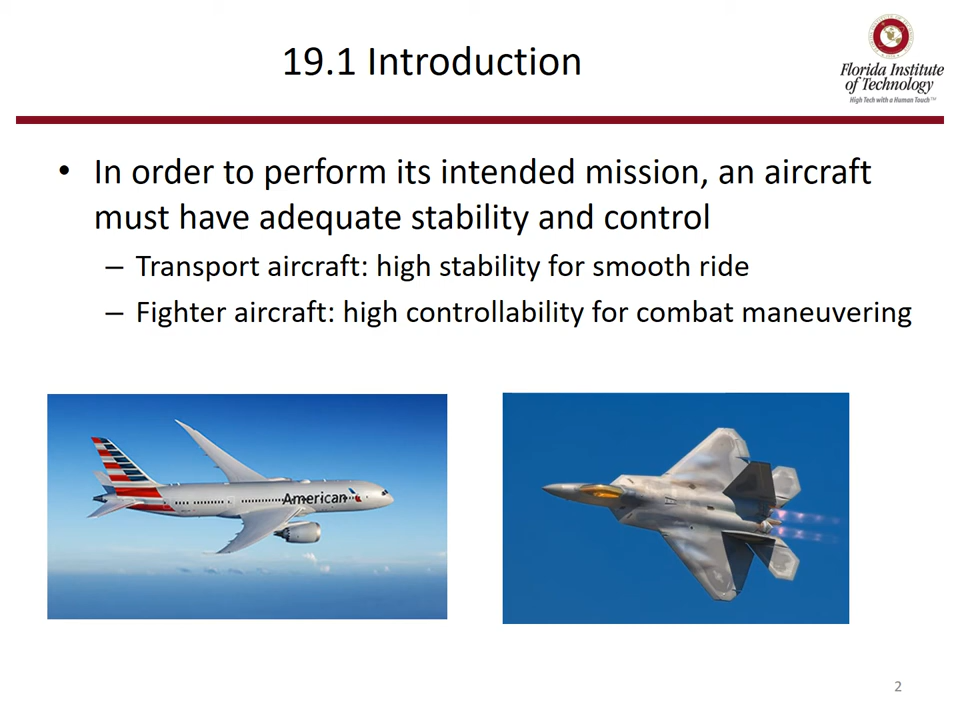 19.1 Introduction
Florida Institute
of Technology
High Tech with a Human Touch™
• In order to perform its intended mission, an aircraft
must have adequate stability and control
– Transport aircraft: high stability for smooth ride
– Fighter aircraft: high controllability for combat maneuvering
American
2